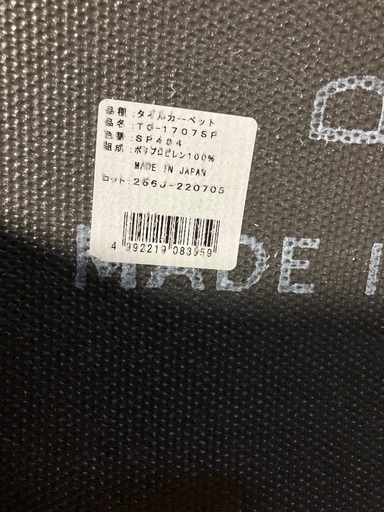 品種:タイルカーペット
品名:TO-1707SP
色番:SP404
組成:ポリプロピレン100%
MADE IN JAPAN
ロット:266J-220705
4 992219 083959
MADE I